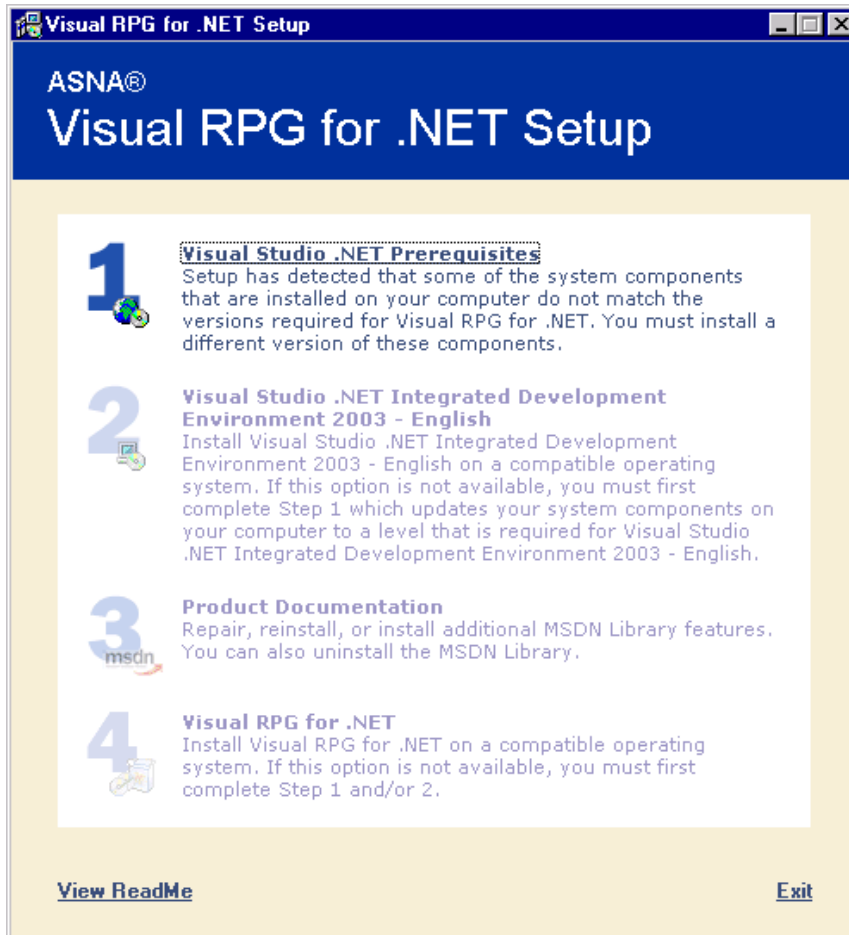 Visual RPG for .NET Setup
ASNA®
Visual RPG for .NET Setup
1
Visual Studio .NET Prerequisites
Setup has detected that some of the system components
that are installed on your computer do not match the
versions required for Visual RPG for .NET. You must install a
different version of these components.
2
Visual Studio .NET Integrated Development
Environment 2003 - English
Install Visual Studio .NET Integrated Development
Environment 2003 - English on a compatible operating
system. If this option is not available, you must first
complete Step 1 which updates your system components on
your computer to a level that is required for Visual Studio
.NET Integrated Development Environment 2003 - English.
3
msdn
Product Documentation
Repair, reinstall, or install additional MSDN Library features.
You can also uninstall the MSDN Library.
4
Visual RPG for .NET
Install Visual RPG for .NET on a compatible operating
system. If this option is not available, you must first
complete Step 1 and/or 2.
View ReadMe
Exit